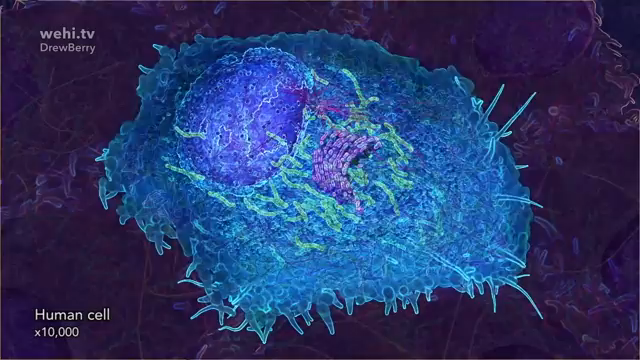 wehi.tv
DrewBerry
Human cell
x10,000